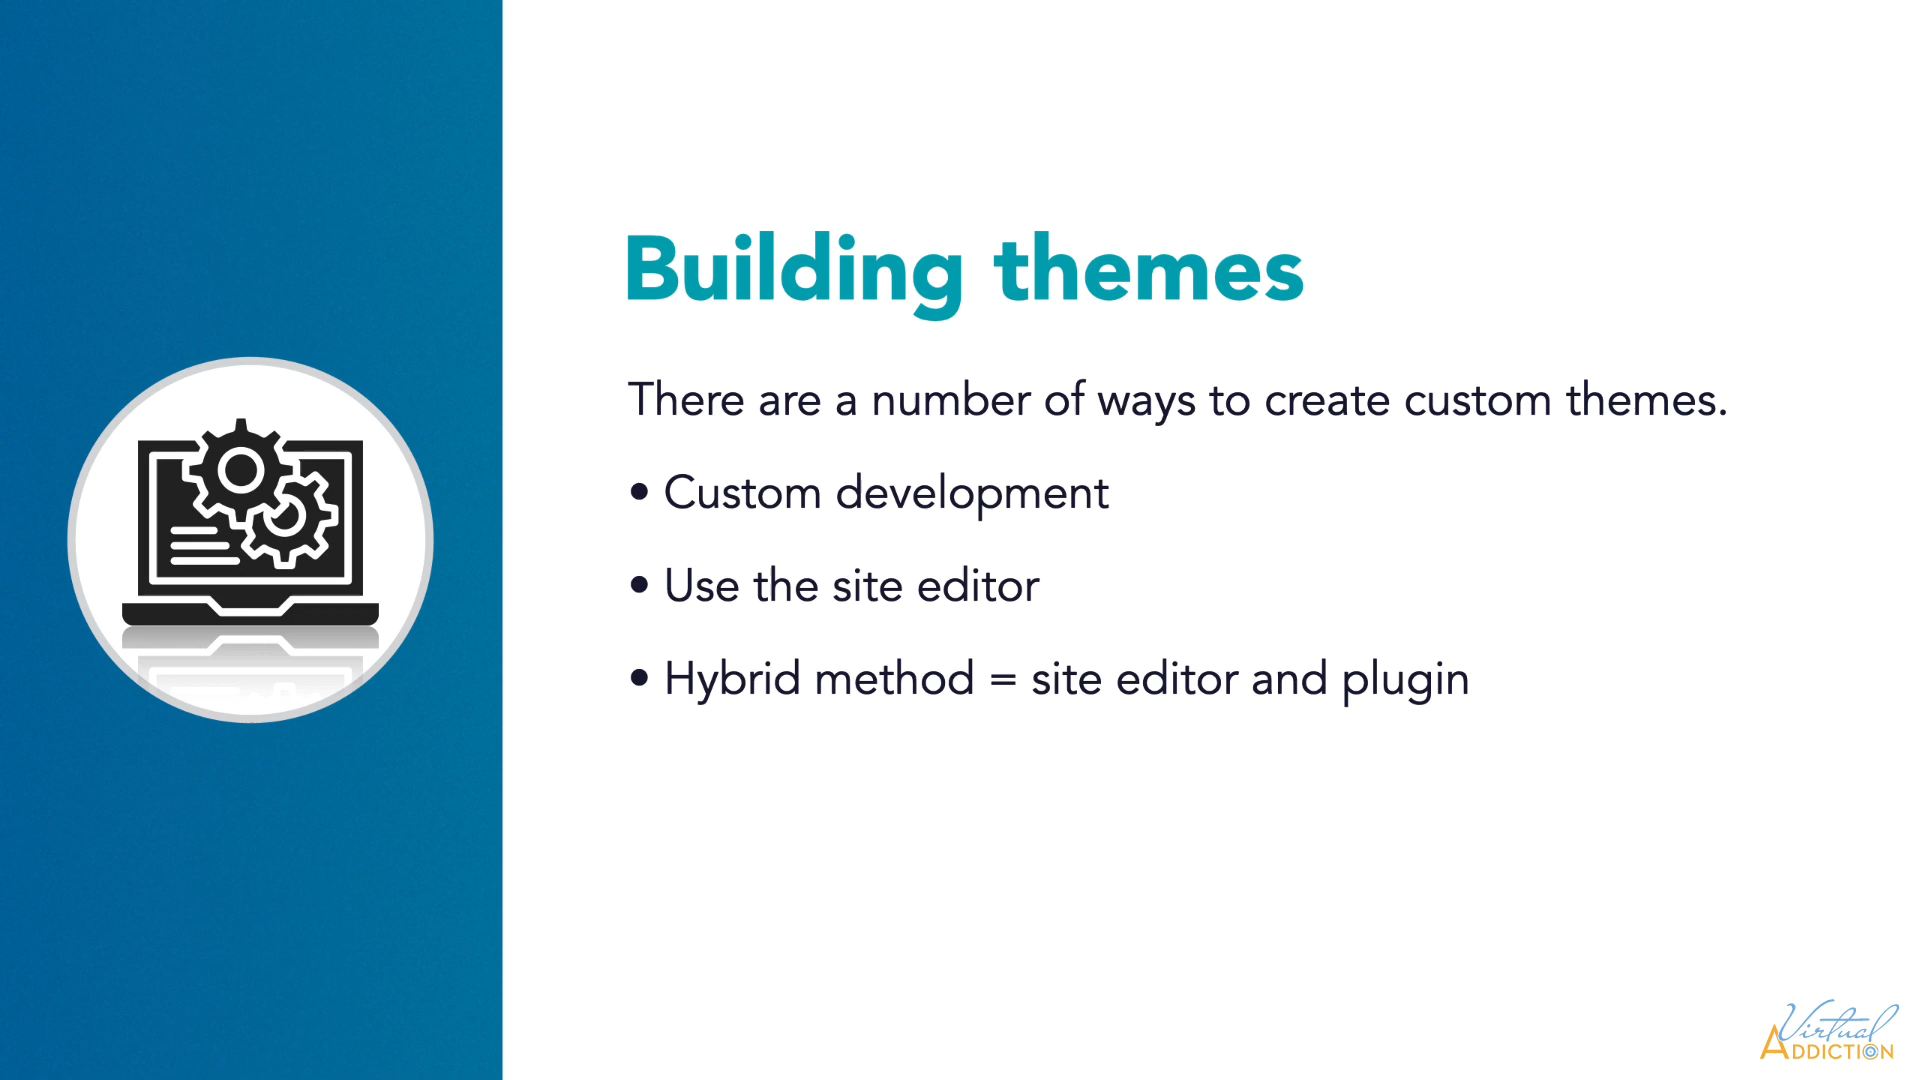 Building themes
There are a number of ways to create custom themes.
• Custom development
• Use the site editor
• Hybrid method = site editor and plugin
Virtual
ADDICTION